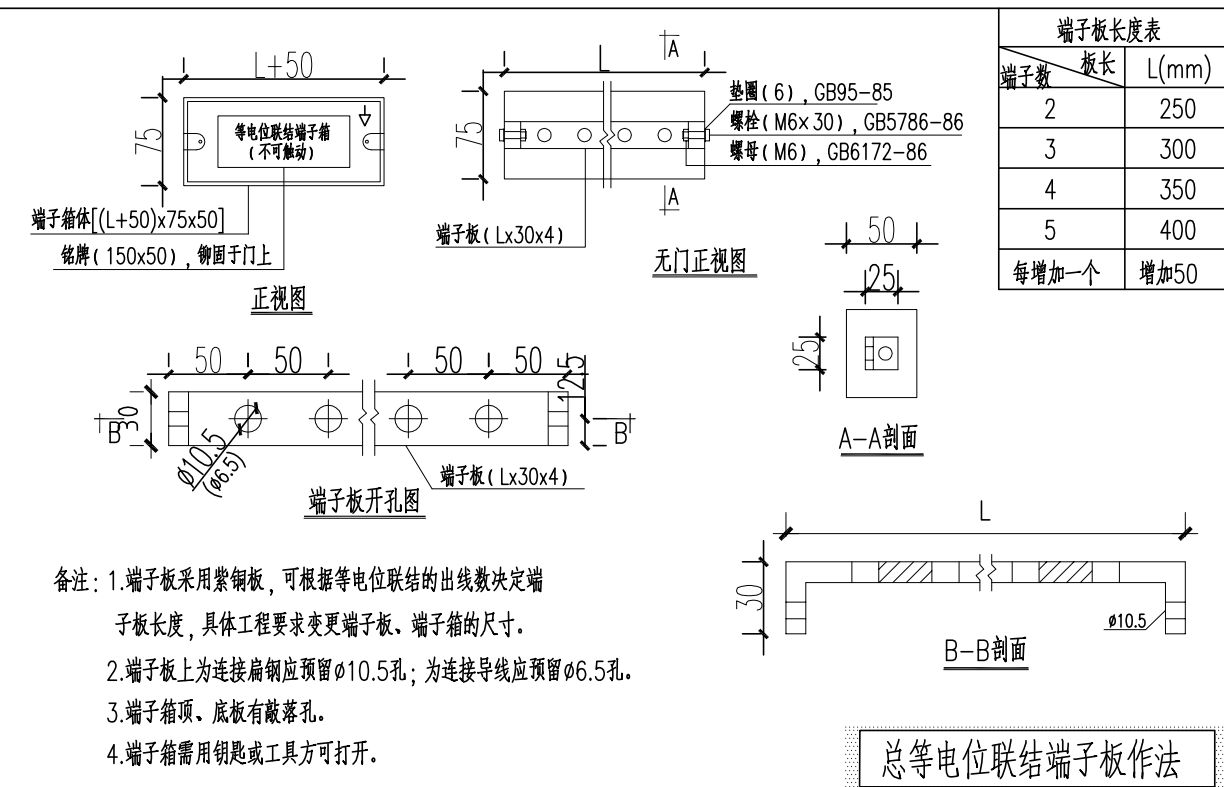 L+50
75
等电位联结端子箱
(不可触动)
端子箱体[(L+50)x75x50]
铭牌(150x50),铆固于门上
正视图
L
A
75
垫圈(6),GB95-85
螺栓(M6×30),GB5786-86
螺母(M6),GB6172-86
A
端子板(Lx30x4)
无门正视图
端子板长度表
端子数 板长 L(mm)
2 250
3 300
4 350
5 400
每增加一个 增加50
50
25
25
A-A剖面
50 50 50 50
12.5
30
B B
ø10.5
(ø6.5)
端子板(Lx30x4)
端子板开孔图
L
30
ø10.5
B-B剖面
备注:1.端子板采用紫铜板,可根据等电位联结的出线数决定端
子板长度,具体工程要求变更端子板、端子箱的尺寸。
2.端子板上为连接扁钢应预留ø10.5孔;为连接导线应预留ø6.5孔。
3.端子箱顶、底板有敲落孔。
4.端子箱需用钥匙或工具方可打开。
总等电位联结端子板作法